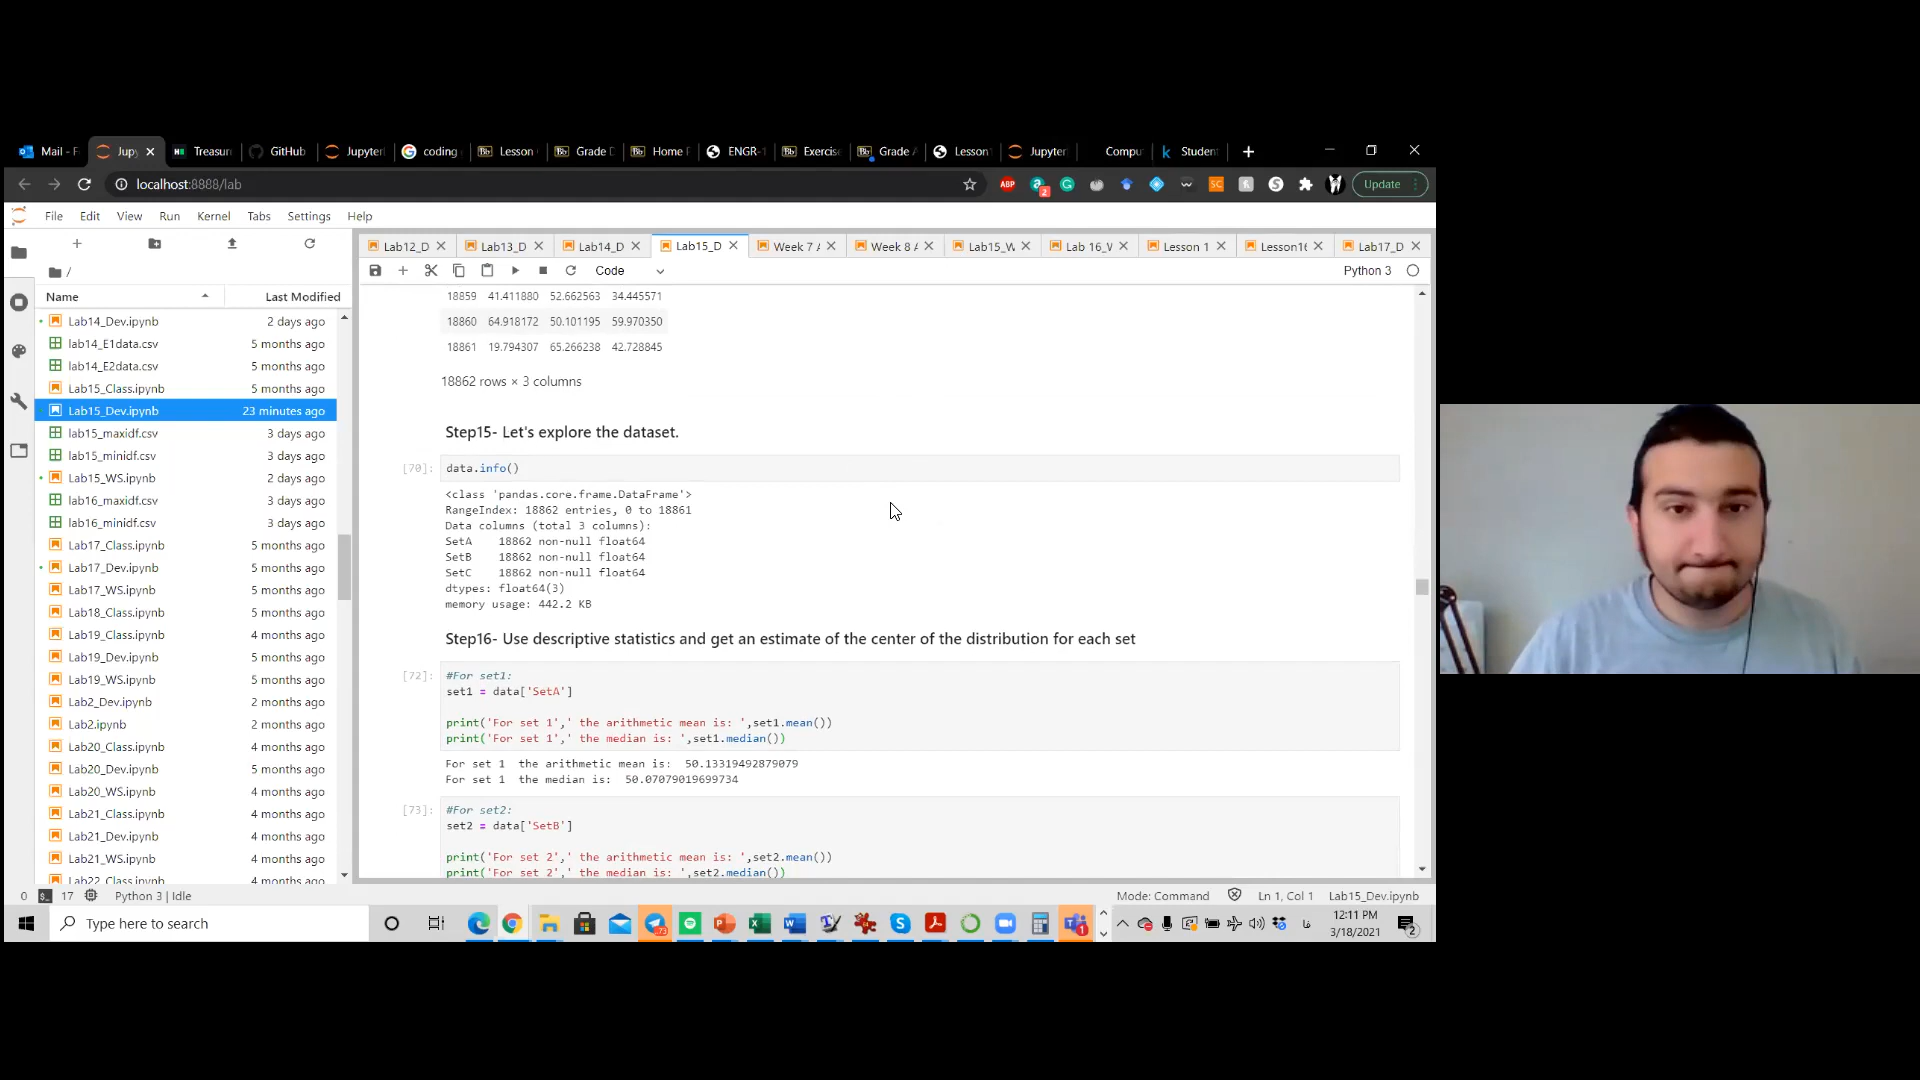 Mail - F
Jupy
Treasur
GitHub
Jupyter
coding
Lesson
Grade D
Home P
ENGR-1
Exercise
Grade A
Lesson
Jupyter
Compu
Student
localhost:8888/lab
ABP
2
SC
Update
File Edit View Run Kernel Tabs Settings Help
Lab12_D
Lab13_D
Lab14_D
Lab15_D
Week 7 A
Week 8 A
Lab15_W
Lab 16_V
Lesson 1
Lesson16
Lab17_D
Code
Python 3
/
Name Last Modified
Lab14_Dev.ipynb 2 days ago
lab14_E1data.csv 5 months ago
lab14_E2data.csv 5 months ago
Lab15_Class.ipynb 5 months ago
Lab15_Dev.ipynb 23 minutes ago
lab15_maxidf.csv 3 days ago
lab15_minidf.csv 3 days ago
Lab15_WS.ipynb 2 days ago
lab16_maxidf.csv 3 days ago
lab16_minidf.csv 3 days ago
Lab17_Class.ipynb 5 months ago
Lab17_Dev.ipynb 5 months ago
Lab17_WS.ipynb 5 months ago
Lab18_Class.ipynb 5 months ago
Lab19_Class.ipynb 4 months ago
Lab19_Dev.ipynb 5 months ago
Lab19_WS.ipynb 5 months ago
Lab2_Dev.ipynb 2 months ago
Lab2.ipynb 2 months ago
Lab20_Class.ipynb 4 months ago
Lab20_Dev.ipynb 5 months ago
Lab20_WS.ipynb 5 months ago
Lab21_Class.ipynb 4 months ago
Lab21_Dev.ipynb 4 months ago
Lab21_WS.ipynb 5 months ago
Lab22_Class.ipynb 4 months ago
18859 41.411880 52.662563 34.445571
18860 64.918172 50.101195 59.970350
18861 19.794307 65.266238 42.728845
18862 rows × 3 columns
Step15- Let's explore the dataset.
[70]: data.info()
<class 'pandas.core.frame.DataFrame'>
RangeIndex: 18862 entries, 0 to 18861
Data columns (total 3 columns):
SetA 18862 non-null float64
SetB 18862 non-null float64
SetC 18862 non-null float64
dtypes: float64(3)
memory usage: 442.2 KB
Step16- Use descriptive statistics and get an estimate of the center of the distribution for each set
[72]: #For set1:
set1 = data['SetA']
print('For set 1',' the arithmetic mean is: ',set1.mean())
print('For set 1',' the median is: ',set1.median())
For set 1 the arithmetic mean is: 50.13319492879079
For set 1 the median is: 50.07079019699734
[73]: #For set2:
set2 = data['SetB']
print('For set 2',' the arithmetic mean is: ',set2.mean())
print('For set 2',' the median is: ',set2.median())
0 17 Python 3 | Idle
Mode: Command Ln 1, Col 1 Lab15_Dev.ipynb
Type here to search
73
1
12:11 PM
3/18/2021
2